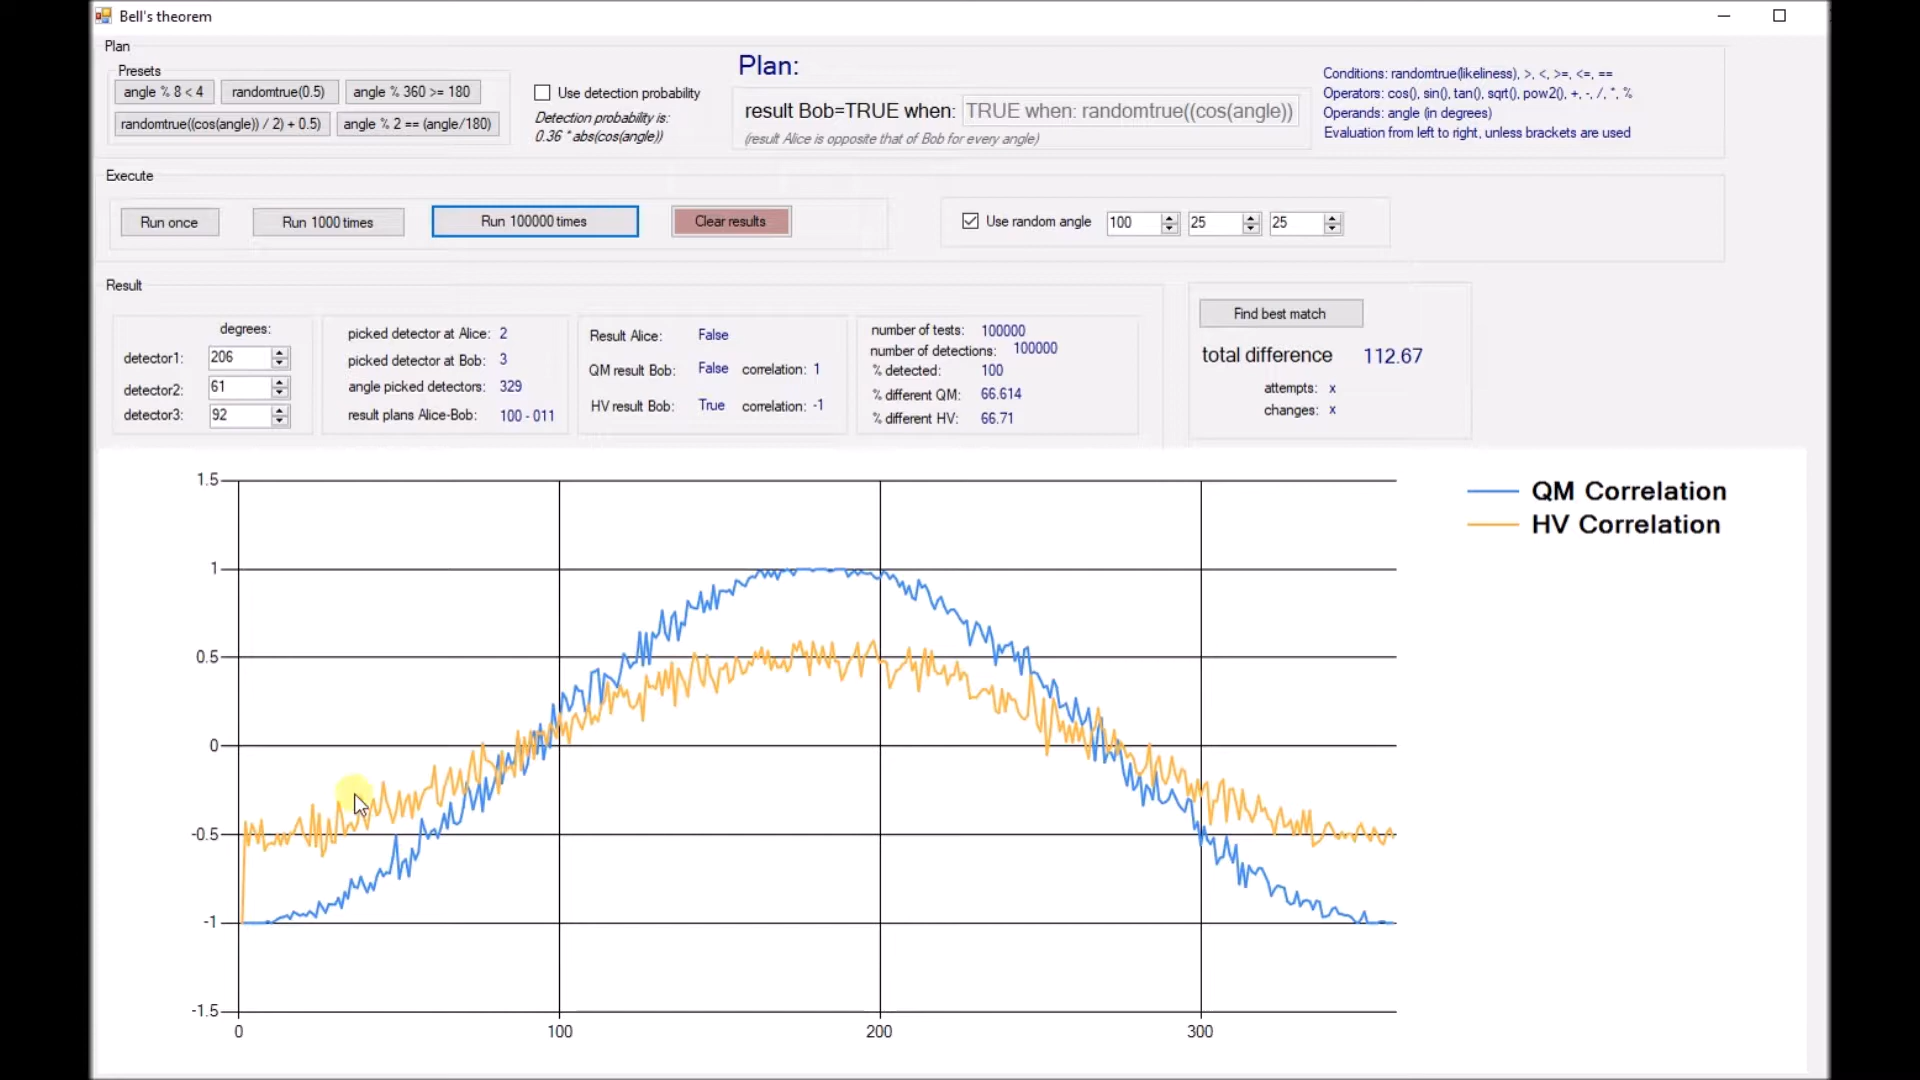 Bell's theorem
Plan
Presets
angle % 8 < 4
randomtrue(0.5)
angle % 360 >= 180
randomtrue((cos(angle)) / 2) + 0.5)
angle % 2 == (angle/180)
Use detection probability
Detection probability is:
0.36 * abs(cos(angle))
Plan:
result Bob=TRUE when: TRUE when: randomtrue((cos(angle))
(result Alice is opposite that of Bob for every angle)
Conditions: randomtrue(likeliness), >, <, >=, <=, ==
Operators: cos(), sin(), tan(), sqrt(), pow2(), +, -, /, *, %
Operands: angle (in degrees)
Evaluation from left to right, unless brackets are used
Execute
Run once
Run 1000 times
Run 100000 times
Clear results
Use random angle
100
25
25
Result
degrees:
detector1: 206
detector2: 61
detector3: 92
picked detector at Alice: 2
picked detector at Bob: 3
angle picked detectors: 329
result plans Alice-Bob: 100 - 011
Result Alice: False
QM result Bob: False correlation: 1
HV result Bob: True correlation: -1
number of tests: 100000
number of detections: 100000
% detected: 100
% different QM: 66.614
% different HV: 66.71
Find best match
total difference 112.67
attempts: x
changes: x
QM Correlation
HV Correlation
1.5
1
0.5
0
-0.5
-1
-1.5
0 100 200 300